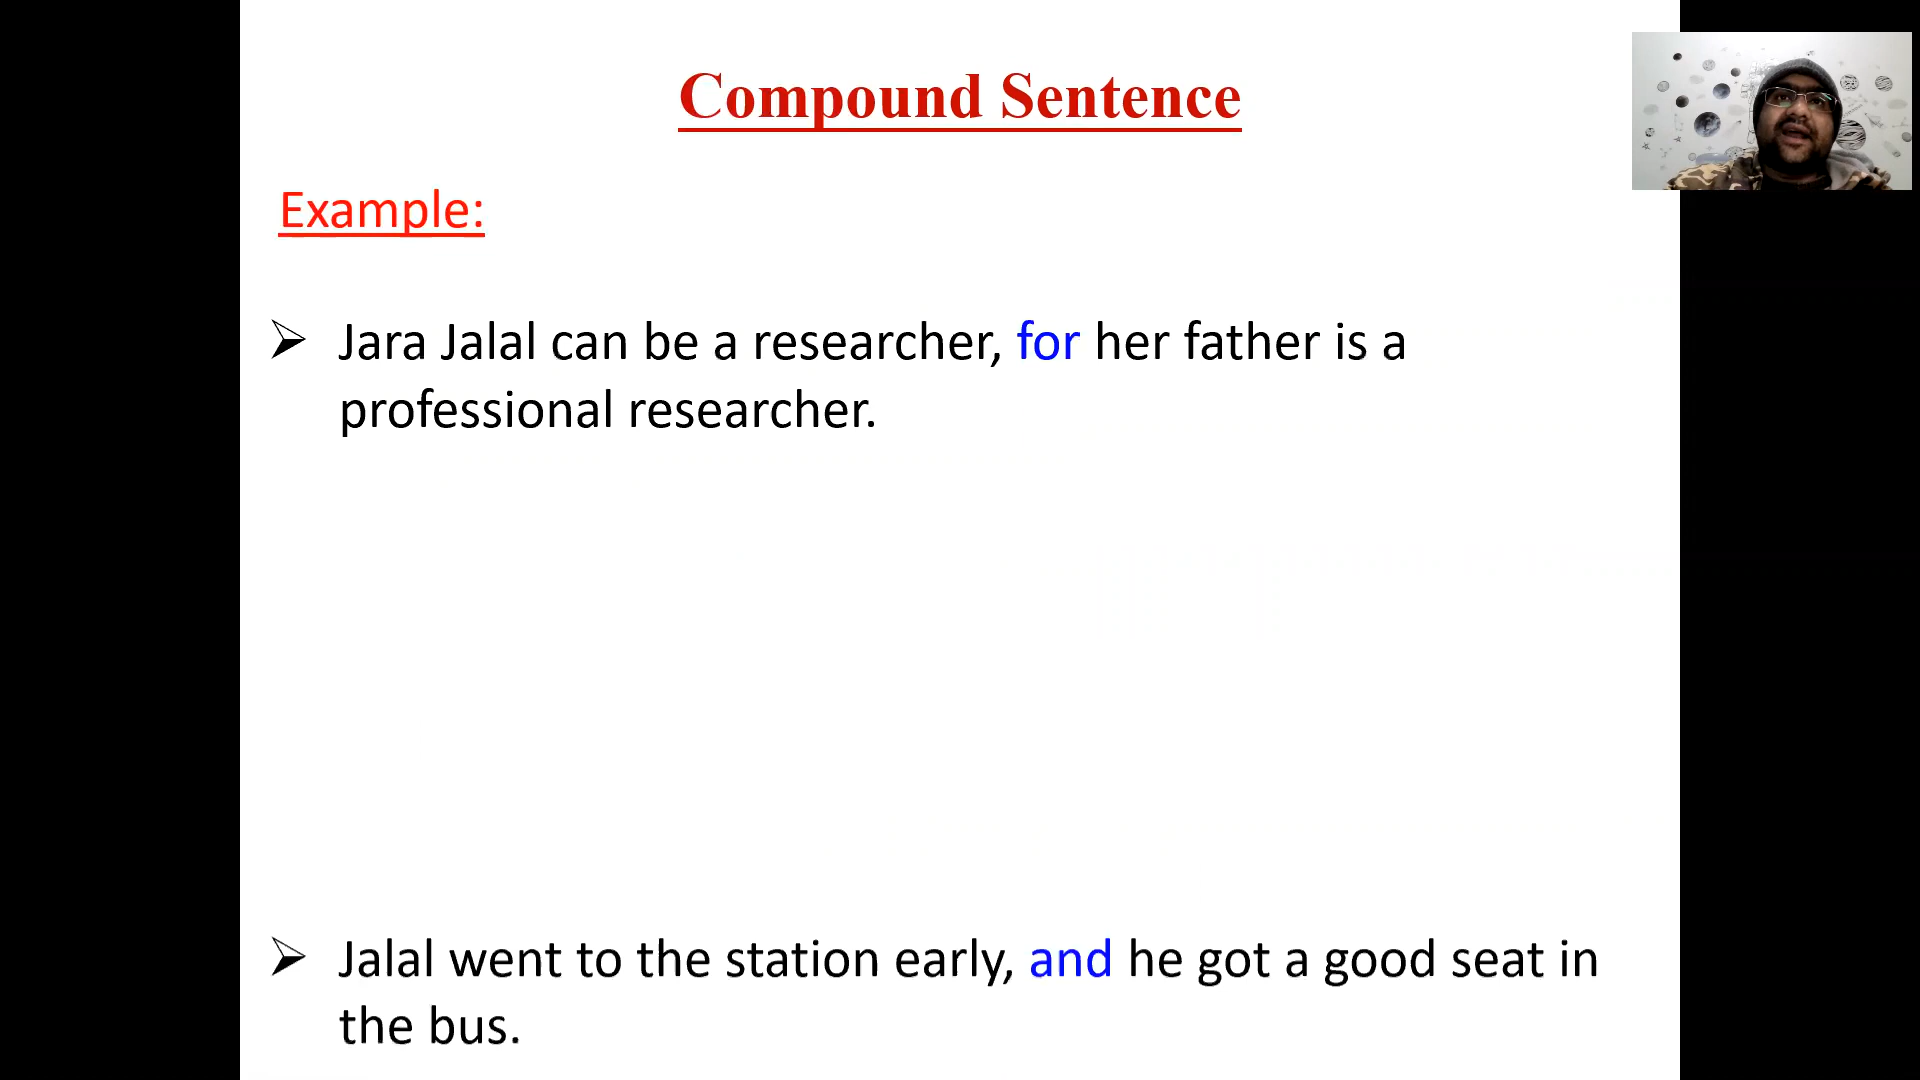 Compound Sentence
Example:
➢ Jara Jalal can be a researcher, for her father is a
professional researcher.
➢ Jalal went to the station early, and he got a good seat in
the bus.